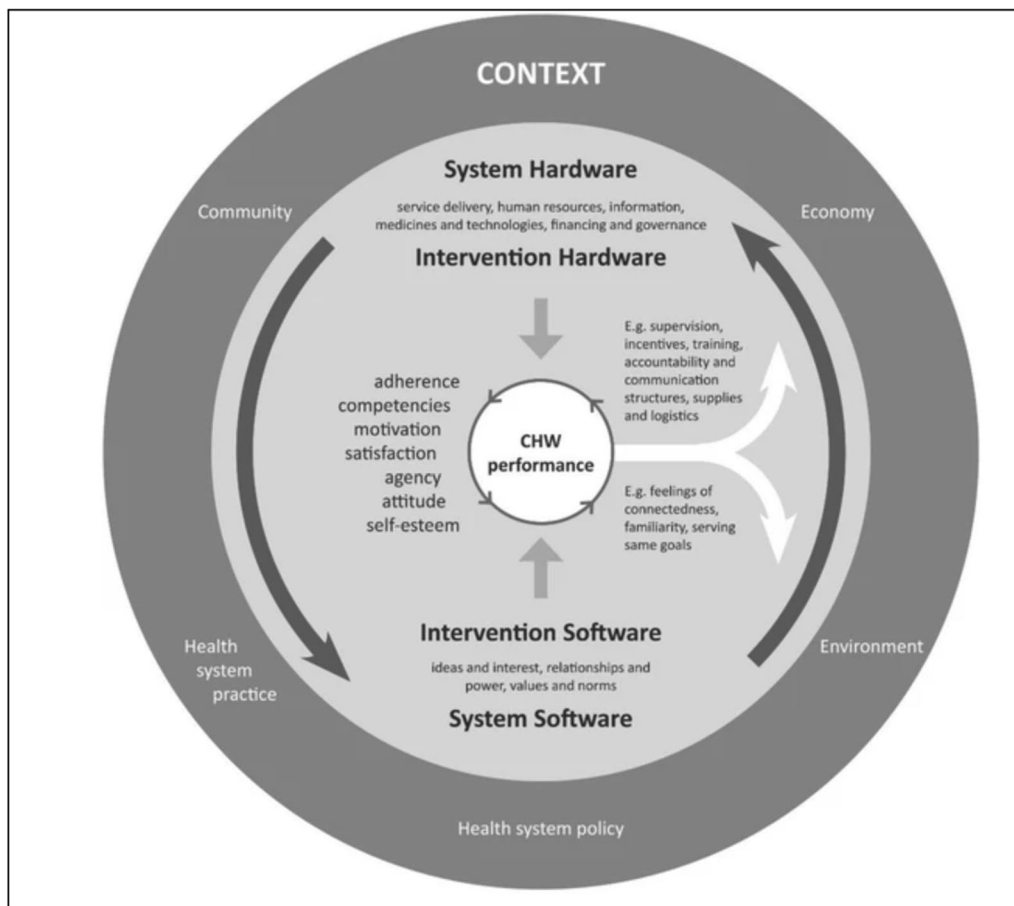 CONTEXT
System Hardware
service delivery, human resources, information,
medicines and technologies, financing and governance
Intervention Hardware
Community
Economy
E.g. supervision,
incentives, training,
accountability and
communication
structures, supplies
and logistics
adherence
competencies
motivation
satisfaction
agency
attitude
self-esteem
CHW
performance
E.g. feelings of
connectedness,
familiarity, serving
same goals
Intervention Software
ideas and interest, relationships and
power, values and norms
System Software
Health
system
practice
Environment
Health system policy